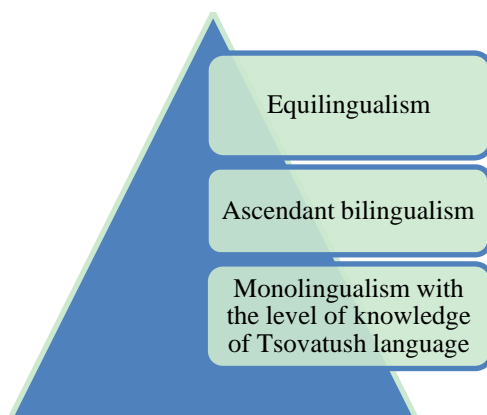 Equilingualism
Ascendant bilingualism
Monolingualism with
the level of knowledge
of Tsovatush language